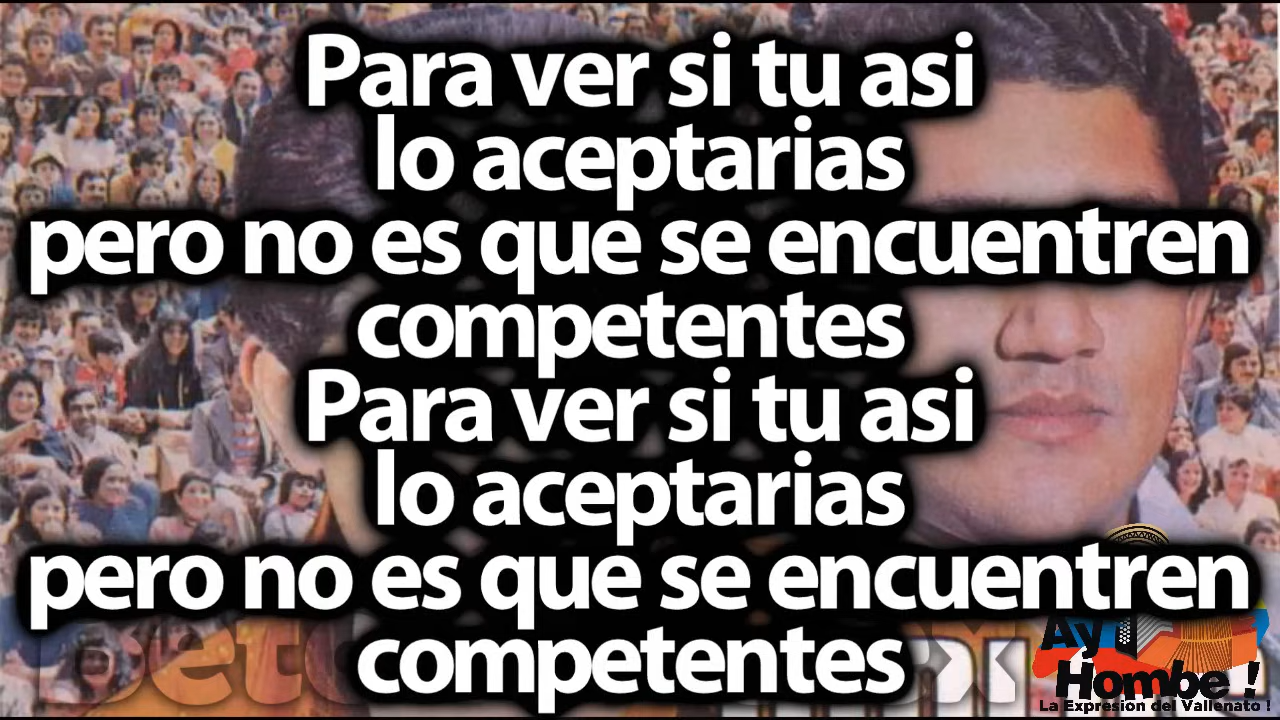 Para ver si tu asi
lo aceptarias
pero no es que se encuentren
competentes
Para ver si tu asi
lo aceptarias
pero no es que se encuentren
competentes
Ay
Hombe !
La Expresion del Vallenato !